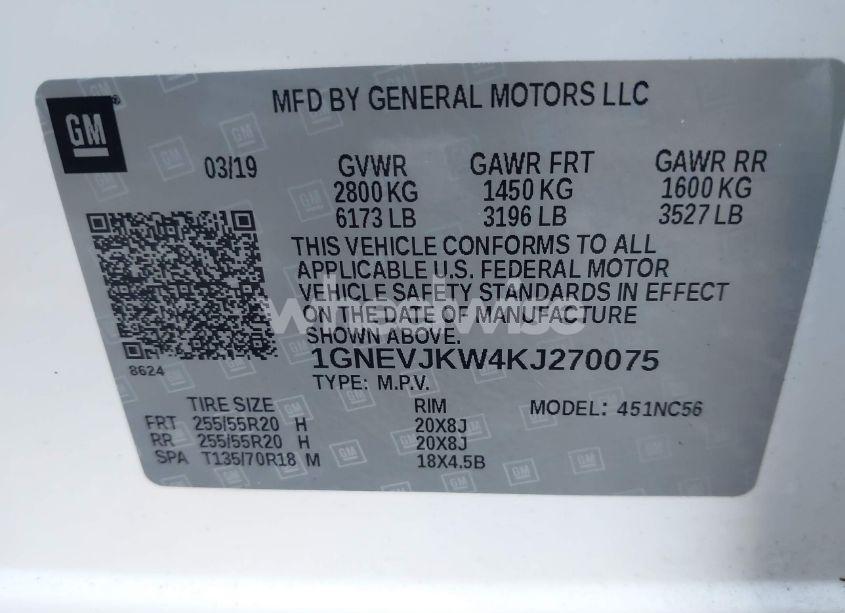 GM
MFD BY GENERAL MOTORS LLC
03/19 GVWR GAWR FRT GAWR RR
2800 KG 1450 KG 1600 KG
6173 LB 3196 LB 3527 LB
THIS VEHICLE CONFORMS TO ALL
APPLICABLE U.S. FEDERAL MOTOR
VEHICLE SAFETY STANDARDS IN EFFECT
ON THE DATE OF MANUFACTURE
SHOWN ABOVE.
8624
1GNEVJKW4KJ270075
TYPE: M.P.V.
TIRE SIZE RIM MODEL: 451NC56
FRT 255/55R20 H 20X8J
RR 255/55R20 H 20X8J
SPA T135/70R18 M 18X4.5B
wheelwiss